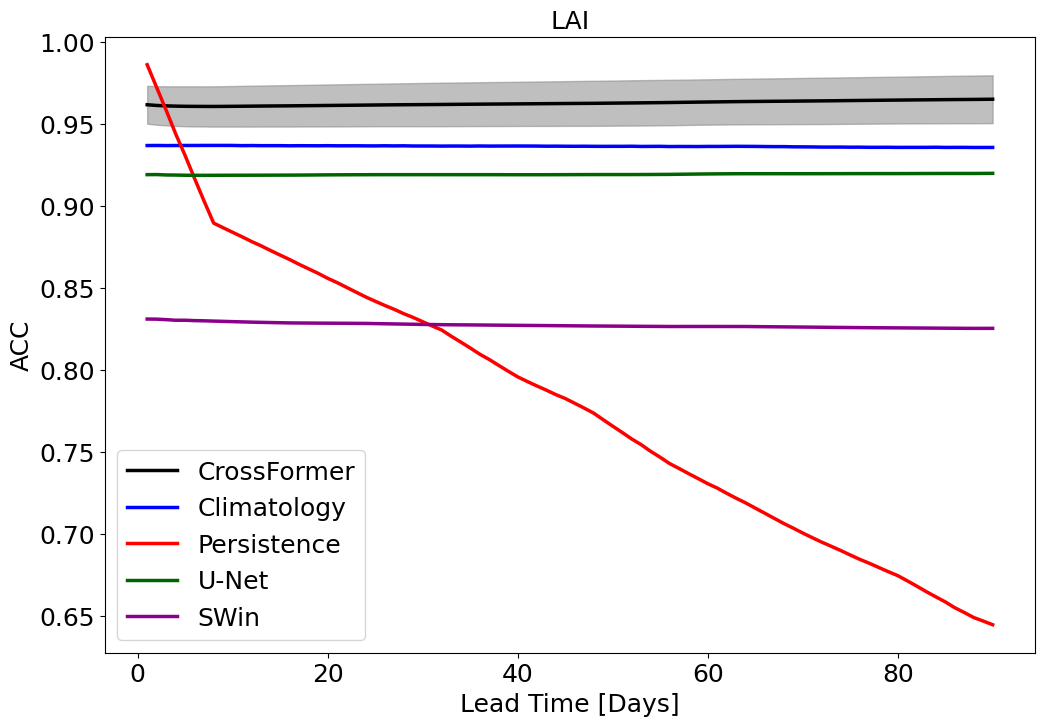 LAI
1.00
0.95
0.90
0.85
0.80
0.75
0.70
0.65
ACC
CrossFormer
Climatology
Persistence
U-Net
SWin
0 20 40 60 80
Lead Time [Days]